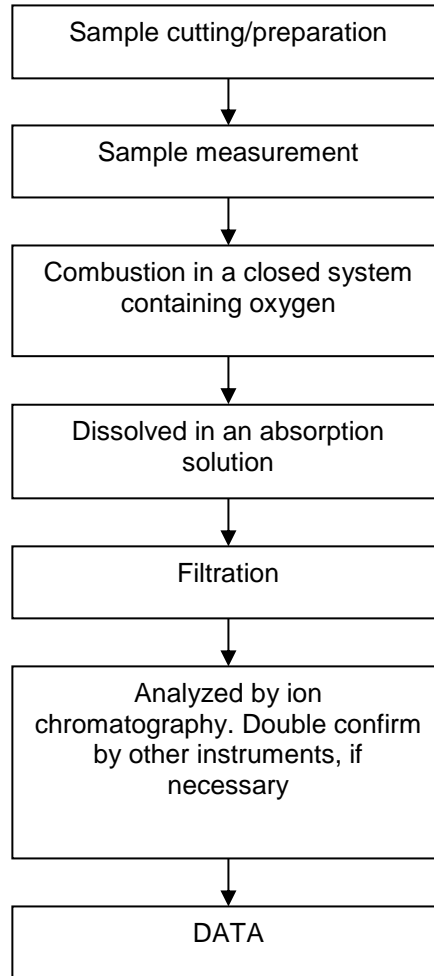 Sample cutting/preparation
Sample measurement
Combustion in a closed system
containing oxygen
Dissolved in an absorption
solution
Filtration
Analyzed by ion
chromatography. Double confirm
by other instruments, if
necessary
DATA